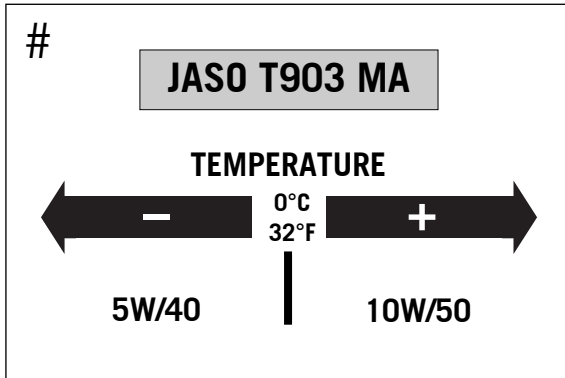 #
JASO T903 MA
TEMPERATURE
− 0°C +
32°F
5W/40 10W/50